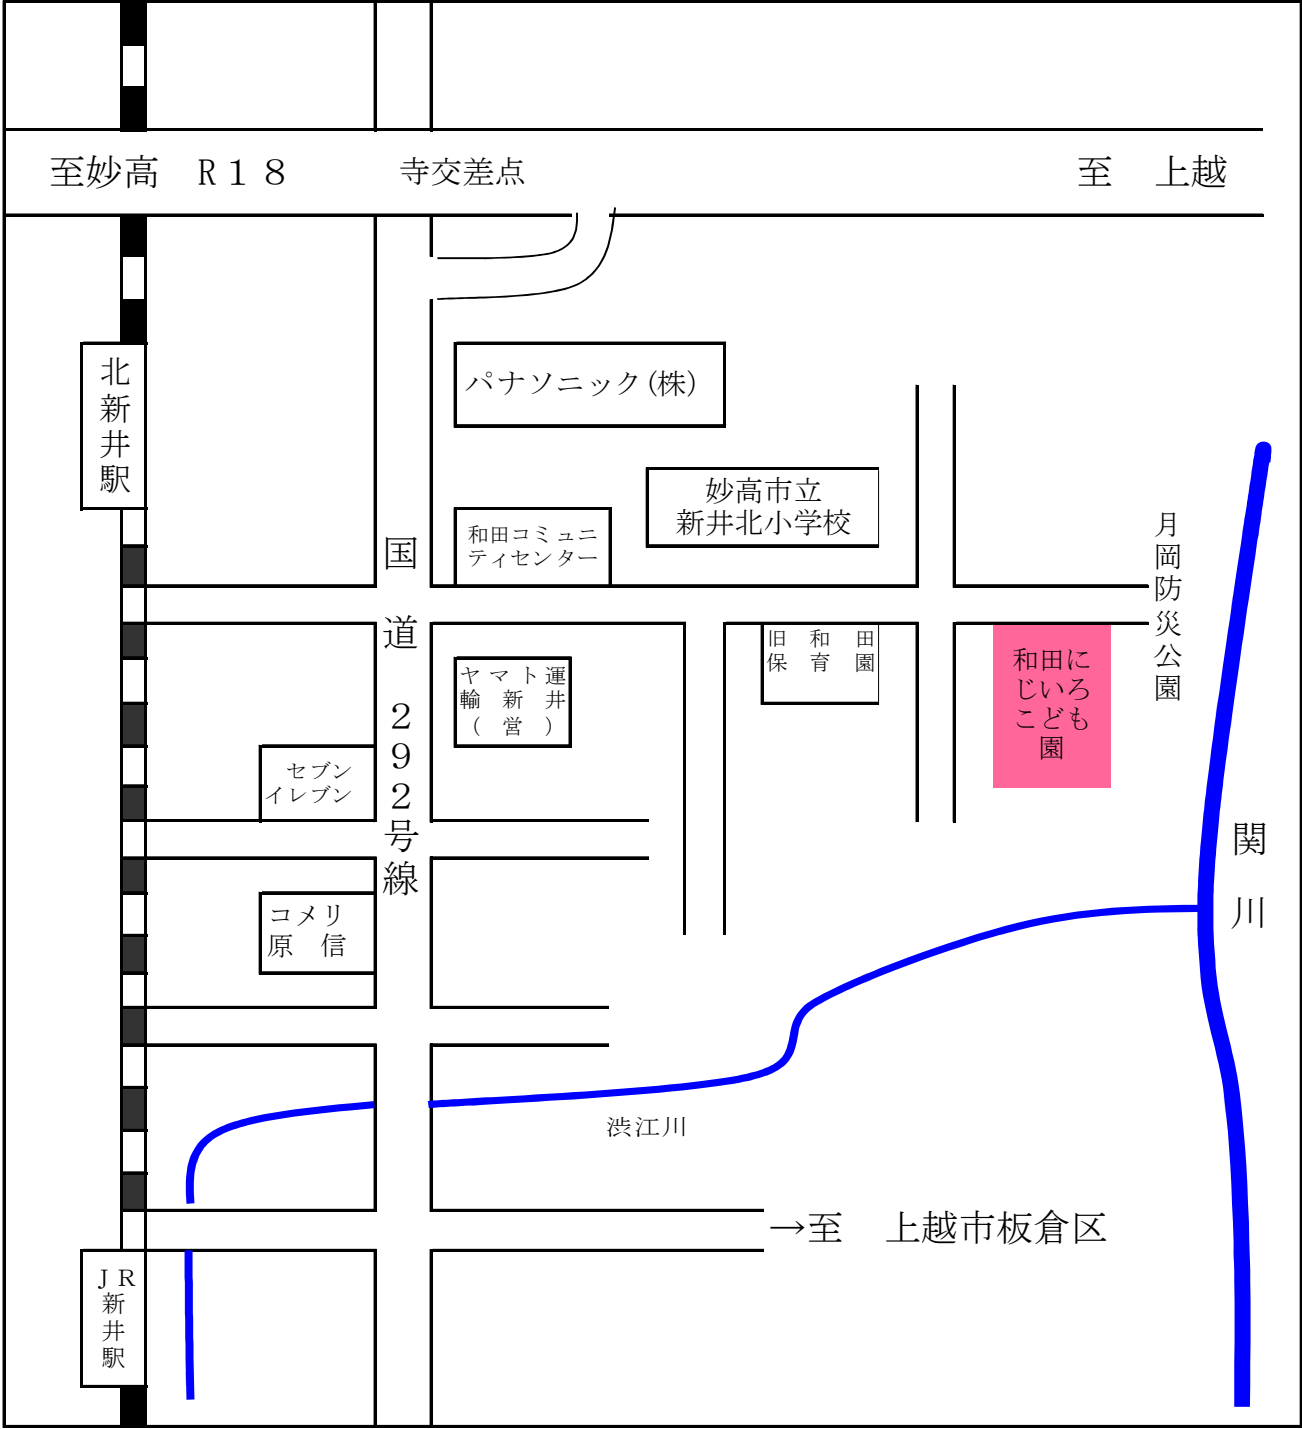 至妙高　R１８
寺交差点
至　上越
北新井駅
パナソニック(株)
妙高市立
新井北小学校
和田コミュニ
ティセンター
国道２９２号線
月岡防災公園
旧和田
保育園
和田に
じいろ
こども
園
ヤマト運
輸新井
(営)
セブン
イレブン
関川
コメリ
原信
渋江川
→至　上越市板倉区
ＪＲ
新井駅